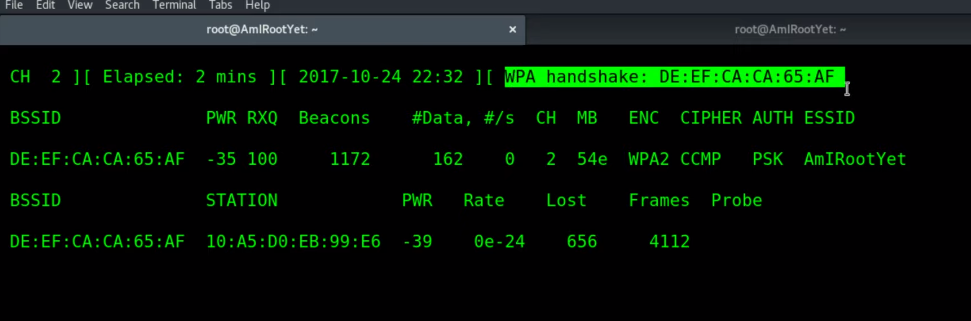 File Edit View Search Terminal Tabs Help
root@AmIRootYet: ~ × root@AmIRootYet: ~
CH 2 ][ Elapsed: 2 mins ][ 2017-10-24 22:32 ][ WPA handshake: DE:EF:CA:CA:65:AF
BSSID PWR RXQ Beacons #Data, #/s CH MB ENC CIPHER AUTH ESSID
DE:EF:CA:CA:65:AF -35 100 1172 162 0 2 54e WPA2 CCMP PSK AmIRootYet
BSSID STATION PWR Rate Lost Frames Probe
DE:EF:CA:CA:65:AF 10:A5:D0:EB:99:E6 -39 0e-24 656 4112